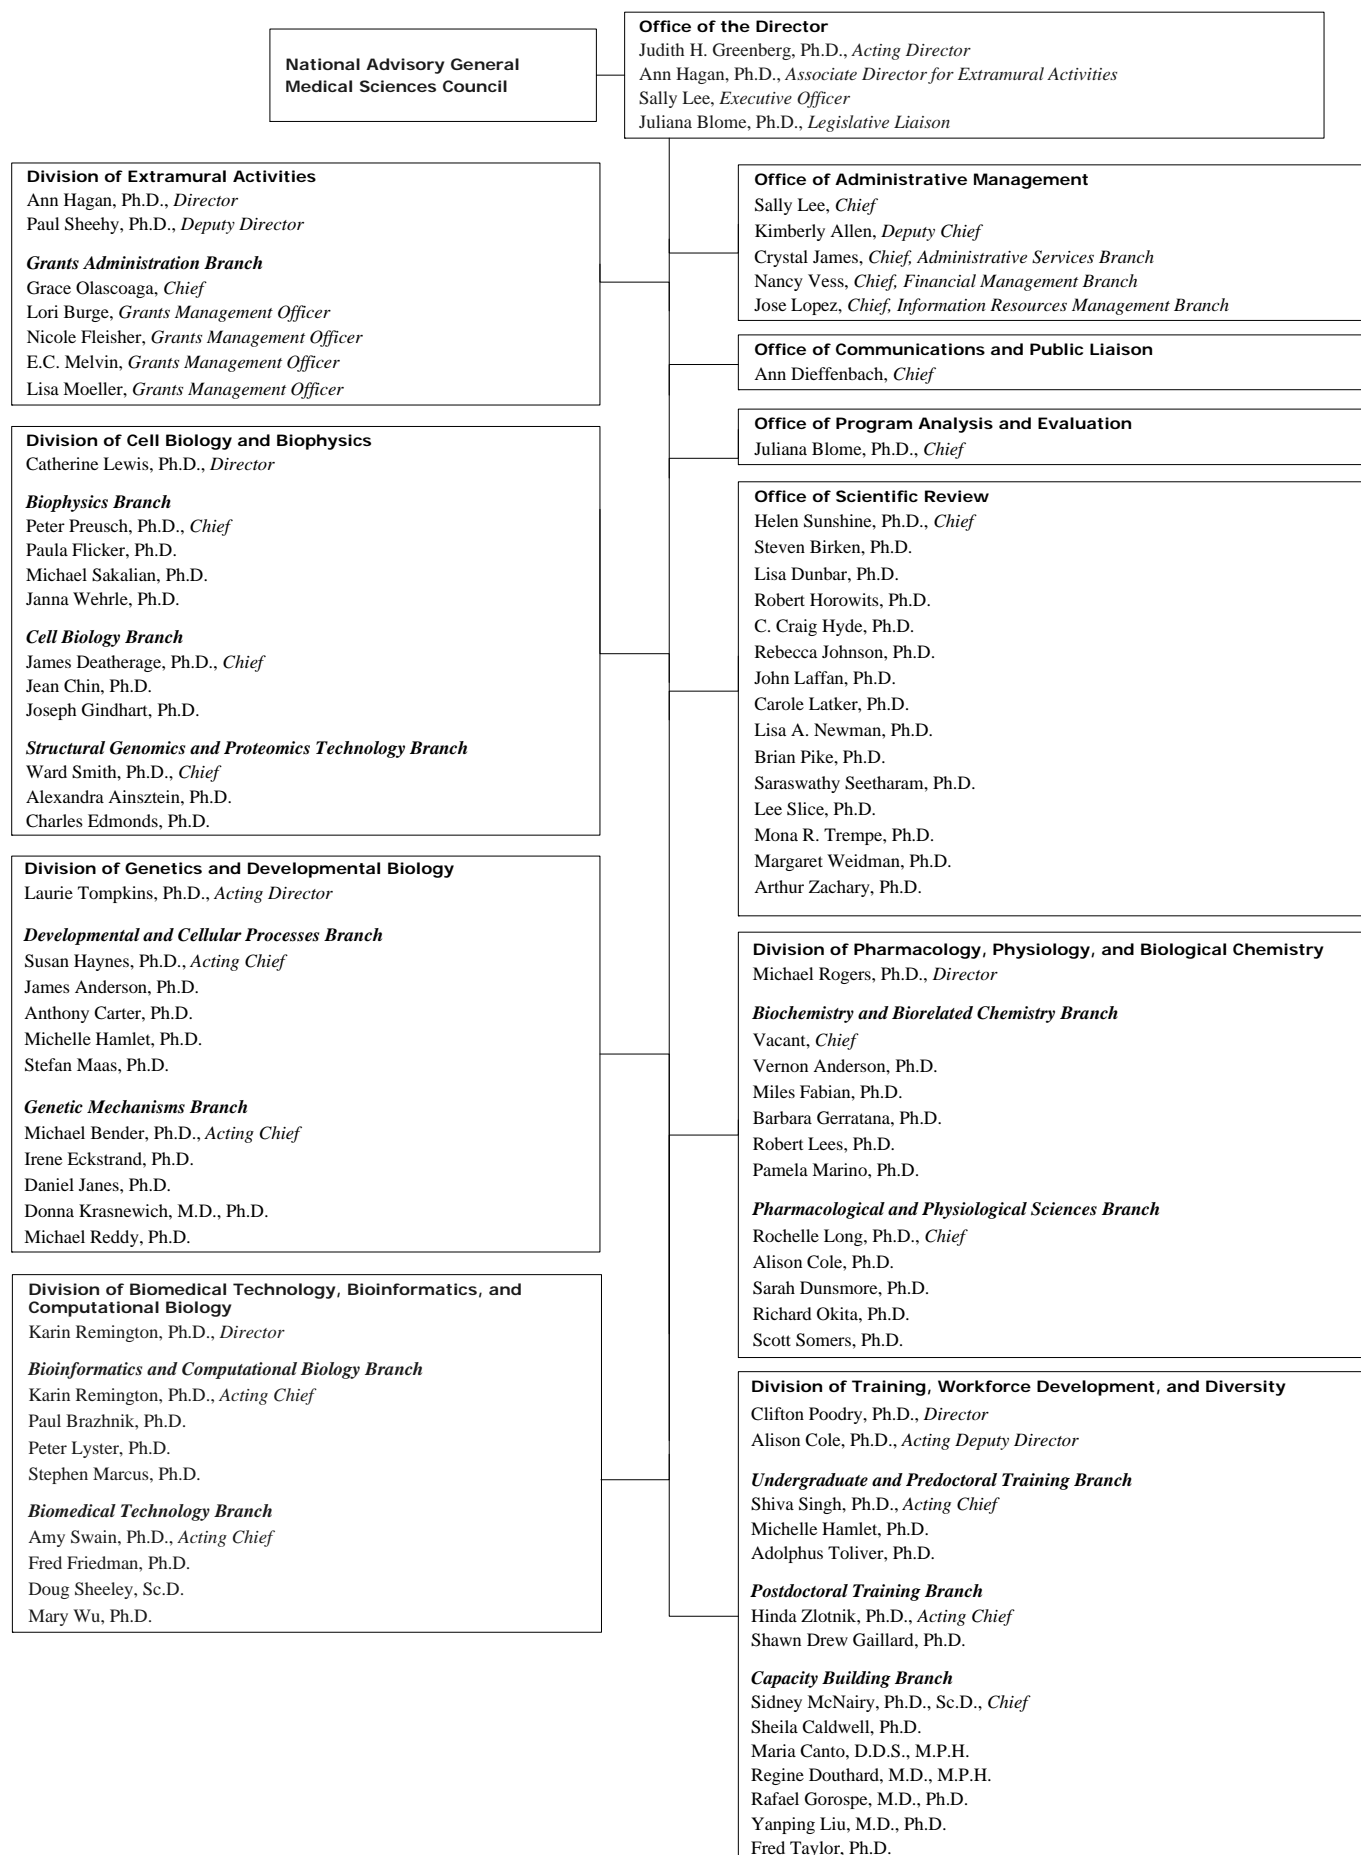 National Advisory General
Medical Sciences Council
Office of the Director
Judith H. Greenberg, Ph.D., Acting Director
Ann Hagan, Ph.D., Associate Director for Extramural Activities
Sally Lee, Executive Officer
Juliana Blome, Ph.D., Legislative Liaison
Division of Extramural Activities
Ann Hagan, Ph.D., Director
Paul Sheehy, Ph.D., Deputy Director
Grants Administration Branch
Grace Olascoaga, Chief
Lori Burge, Grants Management Officer
Nicole Fleisher, Grants Management Officer
E.C. Melvin, Grants Management Officer
Lisa Moeller, Grants Management Officer
Division of Cell Biology and Biophysics
Catherine Lewis, Ph.D., Director
Biophysics Branch
Peter Preusch, Ph.D., Chief
Paula Flicker, Ph.D.
Michael Sakalian, Ph.D.
Janna Wehrle, Ph.D.
Cell Biology Branch
James Deatherage, Ph.D., Chief
Jean Chin, Ph.D.
Joseph Gindhart, Ph.D.
Structural Genomics and Proteomics Technology Branch
Ward Smith, Ph.D., Chief
Alexandra Ainsztein, Ph.D.
Charles Edmonds, Ph.D.
Division of Genetics and Developmental Biology
Laurie Tompkins, Ph.D., Acting Director
Developmental and Cellular Processes Branch
Susan Haynes, Ph.D., Acting Chief
James Anderson, Ph.D.
Anthony Carter, Ph.D.
Michelle Hamlet, Ph.D.
Stefan Maas, Ph.D.
Genetic Mechanisms Branch
Michael Bender, Ph.D., Acting Chief
Irene Eckstrand, Ph.D.
Daniel Janes, Ph.D.
Donna Krasnewich, M.D., Ph.D.
Michael Reddy, Ph.D.
Division of Biomedical Technology, Bioinformatics, and
Computational Biology
Karin Remington, Ph.D., Director
Bioinformatics and Computational Biology Branch
Karin Remington, Ph.D., Acting Chief
Paul Brazhnik, Ph.D.
Peter Lyster, Ph.D.
Stephen Marcus, Ph.D.
Biomedical Technology Branch
Amy Swain, Ph.D., Acting Chief
Fred Friedman, Ph.D.
Doug Sheeley, Sc.D.
Mary Wu, Ph.D.
Office of Administrative Management
Sally Lee, Chief
Kimberly Allen, Deputy Chief
Crystal James, Chief, Administrative Services Branch
Nancy Vess, Chief, Financial Management Branch
Jose Lopez, Chief, Information Resources Management Branch
Office of Communications and Public Liaison
Ann Dieffenbach, Chief
Office of Program Analysis and Evaluation
Juliana Blome, Ph.D., Chief
Office of Scientific Review
Helen Sunshine, Ph.D., Chief
Steven Birken, Ph.D.
Lisa Dunbar, Ph.D.
Robert Horowits, Ph.D.
C. Craig Hyde, Ph.D.
Rebecca Johnson, Ph.D.
John Laffan, Ph.D.
Carole Latker, Ph.D.
Lisa A. Newman, Ph.D.
Brian Pike, Ph.D.
Saraswathy Seetharam, Ph.D.
Lee Slice, Ph.D.
Mona R. Trempe, Ph.D.
Margaret Weidman, Ph.D.
Arthur Zachary, Ph.D.
Division of Pharmacology, Physiology, and Biological Chemistry
Michael Rogers, Ph.D., Director
Biochemistry and Biorelated Chemistry Branch
Vacant, Chief
Vernon Anderson, Ph.D.
Miles Fabian, Ph.D.
Barbara Gerratana, Ph.D.
Robert Lees, Ph.D.
Pamela Marino, Ph.D.
Pharmacological and Physiological Sciences Branch
Rochelle Long, Ph.D., Chief
Alison Cole, Ph.D.
Sarah Dunsmore, Ph.D.
Richard Okita, Ph.D.
Scott Somers, Ph.D.
Division of Training, Workforce Development, and Diversity
Clifton Poodry, Ph.D., Director
Alison Cole, Ph.D., Acting Deputy Director
Undergraduate and Predoctoral Training Branch
Shiva Singh, Ph.D., Acting Chief
Michelle Hamlet, Ph.D.
Adolphus Toliver, Ph.D.
Postdoctoral Training Branch
Hinda Zlotnik, Ph.D., Acting Chief
Shawn Drew Gaillard, Ph.D.
Capacity Building Branch
Sidney McNairy, Ph.D., Sc.D., Chief
Sheila Caldwell, Ph.D.
Maria Canto, D.D.S., M.P.H.
Regine Douthard, M.D., M.P.H.
Rafael Gorospe, M.D., Ph.D.
Yanping Liu, M.D., Ph.D.
Fred Taylor, Ph.D.